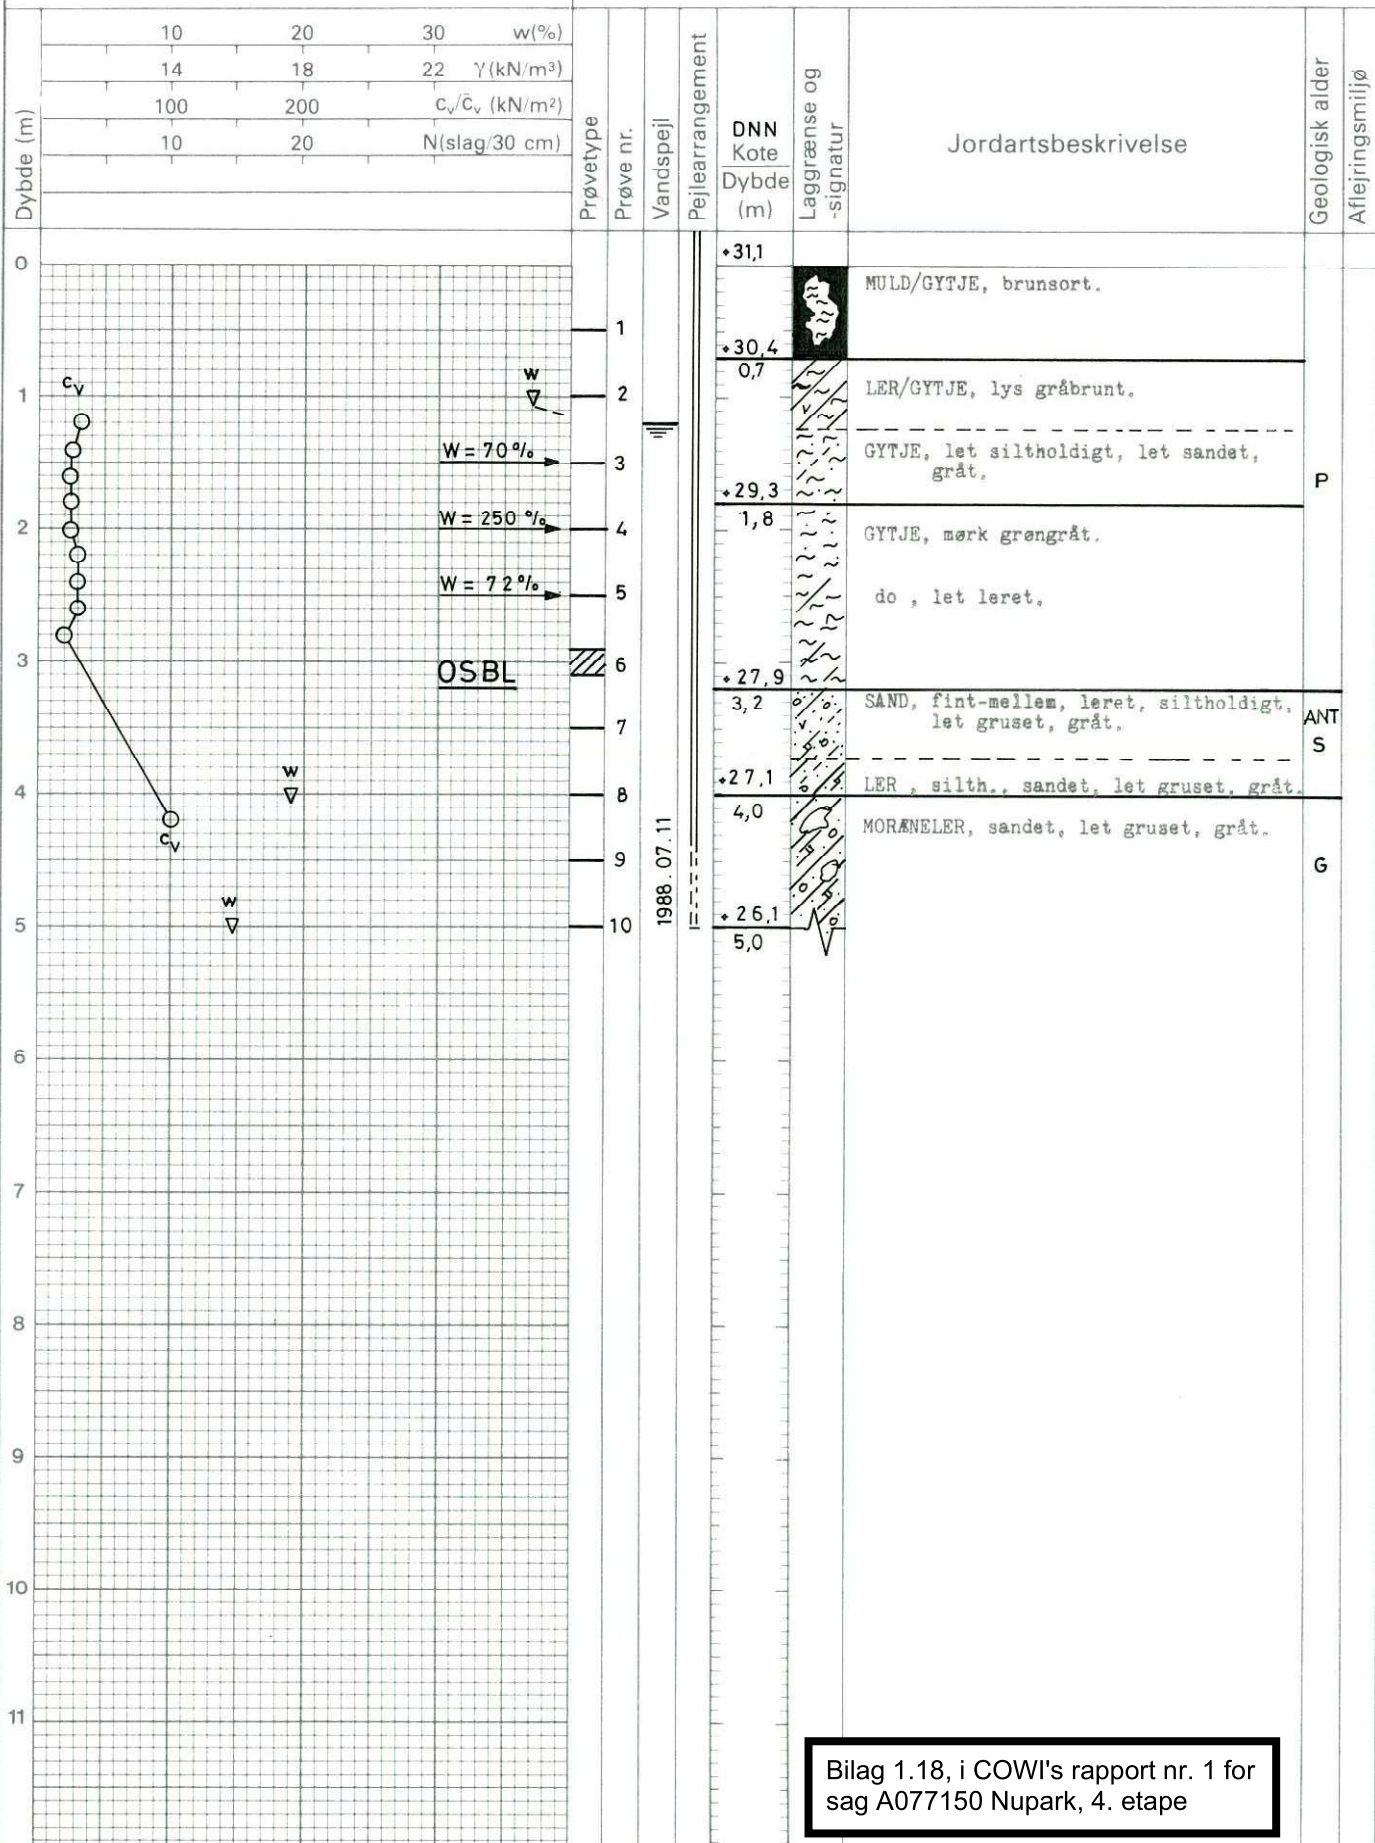 10 20 30 w(%)
14 18 22 γ(kN/m³)
100 200 cᵥ/c̄ᵥ (kN/m²)
10 20 N(slag/30 cm)
Dybde (m)
Prøvetype
Prøve nr.
Vandspejl
Pejlearrangement
DNN
Kote
Dybde
(m)
Laggrænse og
-signatur
Jordartsbeskrivelse
Geologisk alder
Aflejringsmiljø
0
+31,1
MULD/GYTJE, brunsort.
1
+30,4
0,7
cᵥ
w
1
2
LER/GYTJE, lys gråbrunt.
W = 70 %
3
GYTJE, let siltholdigt, let sandet,
gråt.
P
+29,3
1,8
2
W = 250 %
4
GYTJE, mørk grøngråt.
W = 72 %
5
do , let leret.
3
OSBL
6
+27,9
3,2
SAND, fint-mellem, leret, siltholdigt,
let gruset, gråt.
ANT
S
7
w
4
8
+27,1
4,0
LER , silth., sandet, let gruset, gråt.
cᵥ
MORÆNELER, sandet, let gruset, gråt.
9
G
1988.07.11
w
5
10
+26,1
5,0
6
7
8
9
10
11
Bilag 1.18, i COWI's rapport nr. 1 for
sag A077150 Nupark, 4. etape